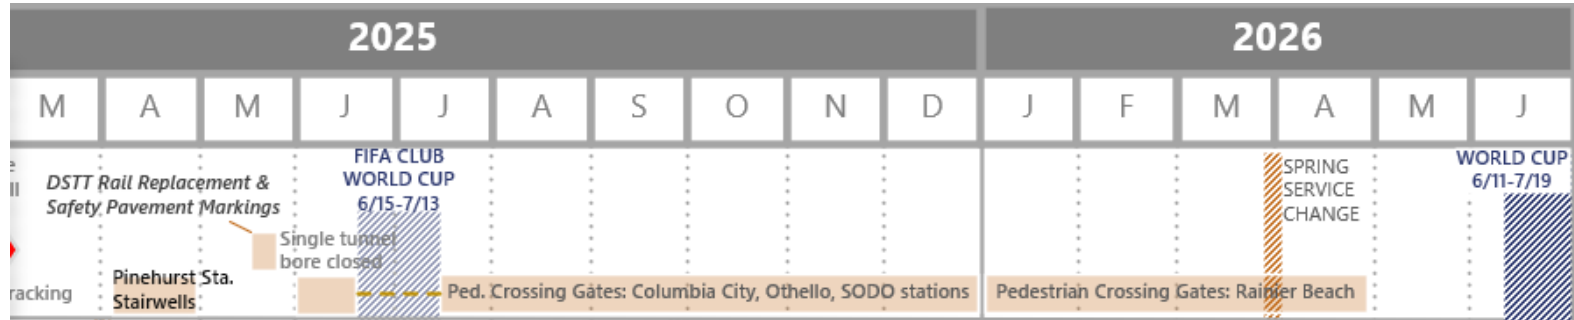 2025
2026
M A M J J A S O N D J F M A M J
FIFA CLUB
WORLD CUP
6/15-7/13
DSTT Rail Replacement &
Safety Pavement Markings
Single tunnel
bore closed
Pinehurst Sta.
Stairwells
racking
Ped. Crossing Gates: Columbia City, Othello, SODO stations
Pedestrian Crossing Gates: Rainier Beach
SPRING
SERVICE
CHANGE
WORLD CUP
6/11-7/19